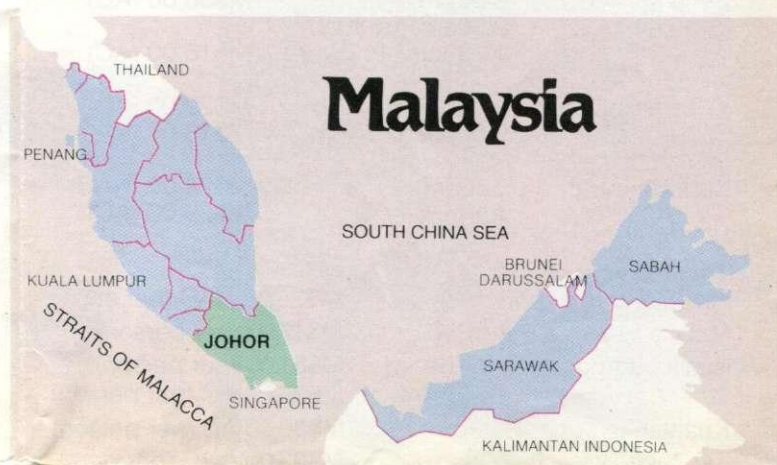 THAILAND
Malaysia
PENANG
SOUTH CHINA SEA
BRUNEI
DARUSSALAM
SABAH
KUALA LUMPUR
STRAITS OF MALACCA
JOHOR
SARAWAK
SINGAPORE
KALIMANTAN INDONESIA